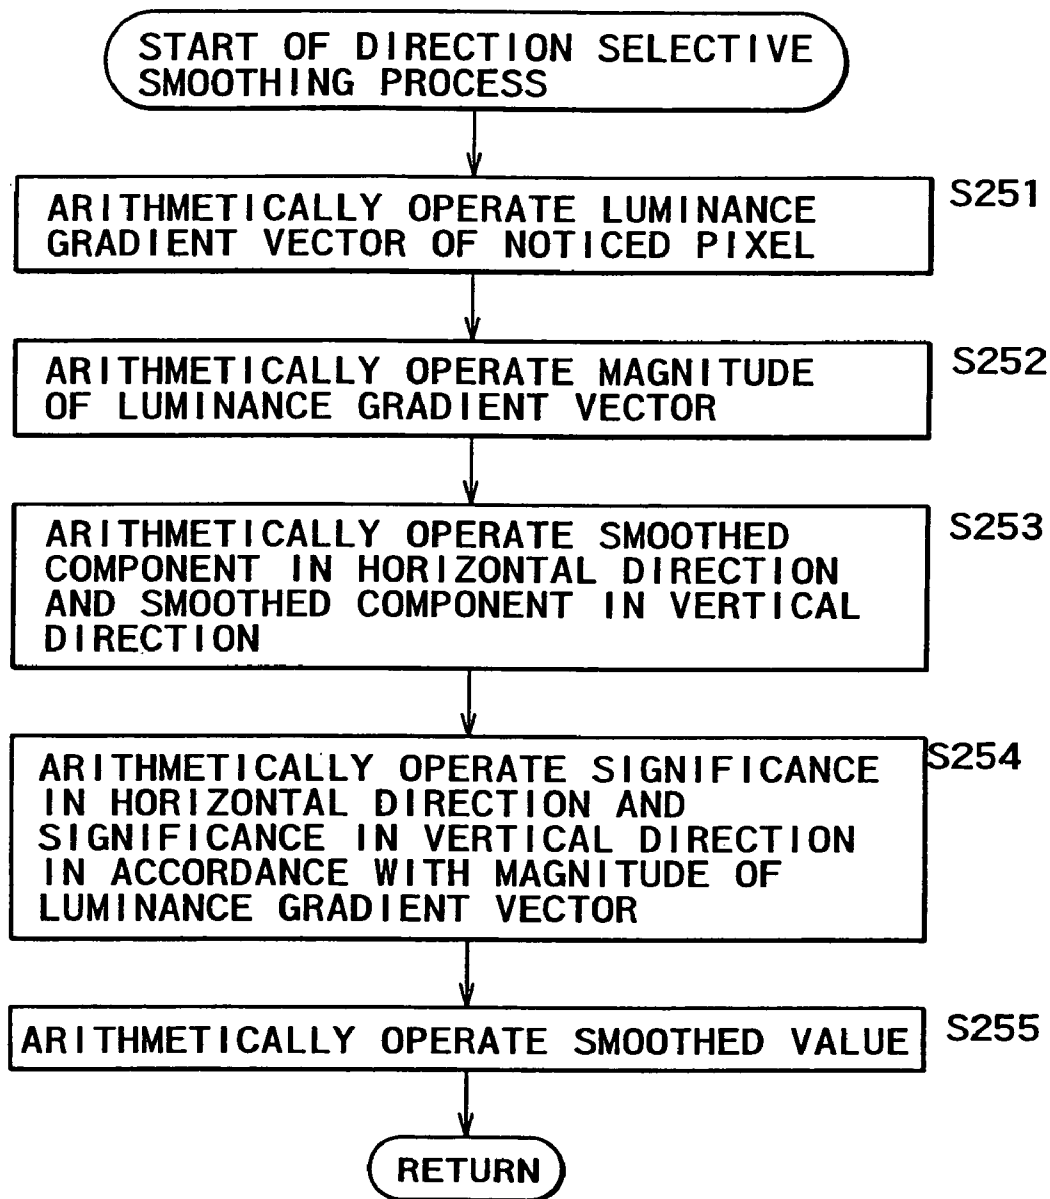 START OF DIRECTION SELECTIVE
SMOOTHING PROCESS
S251
ARITHMETICALLY OPERATE LUMINANCE
GRADIENT VECTOR OF NOTICED PIXEL
S252
ARITHMETICALLY OPERATE MAGNITUDE
OF LUMINANCE GRADIENT VECTOR
S253
ARITHMETICALLY OPERATE SMOOTHED
COMPONENT IN HORIZONTAL DIRECTION
AND SMOOTHED COMPONENT IN VERTICAL
DIRECTION
S254
ARITHMETICALLY OPERATE SIGNIFICANCE
IN HORIZONTAL DIRECTION AND
SIGNIFICANCE IN VERTICAL DIRECTION
IN ACCORDANCE WITH MAGNITUDE OF
LUMINANCE GRADIENT VECTOR
S255
ARITHMETICALLY OPERATE SMOOTHED VALUE
RETURN